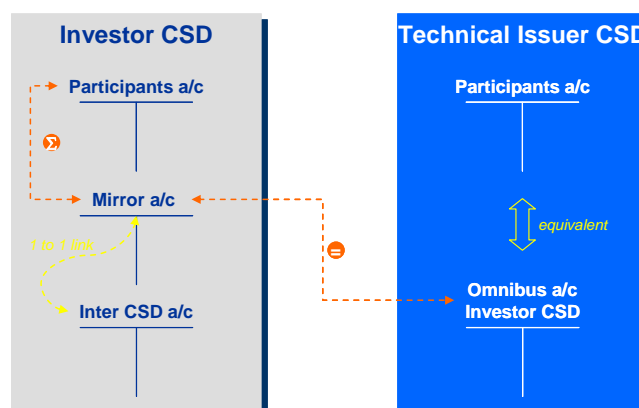 Investor CSD
Participants a/c
Σ
Mirror a/c
1 to 1 link
Inter CSD a/c
=
Technical Issuer CSD
Participants a/c
equivalent
Omnibus a/c
Investor CSD